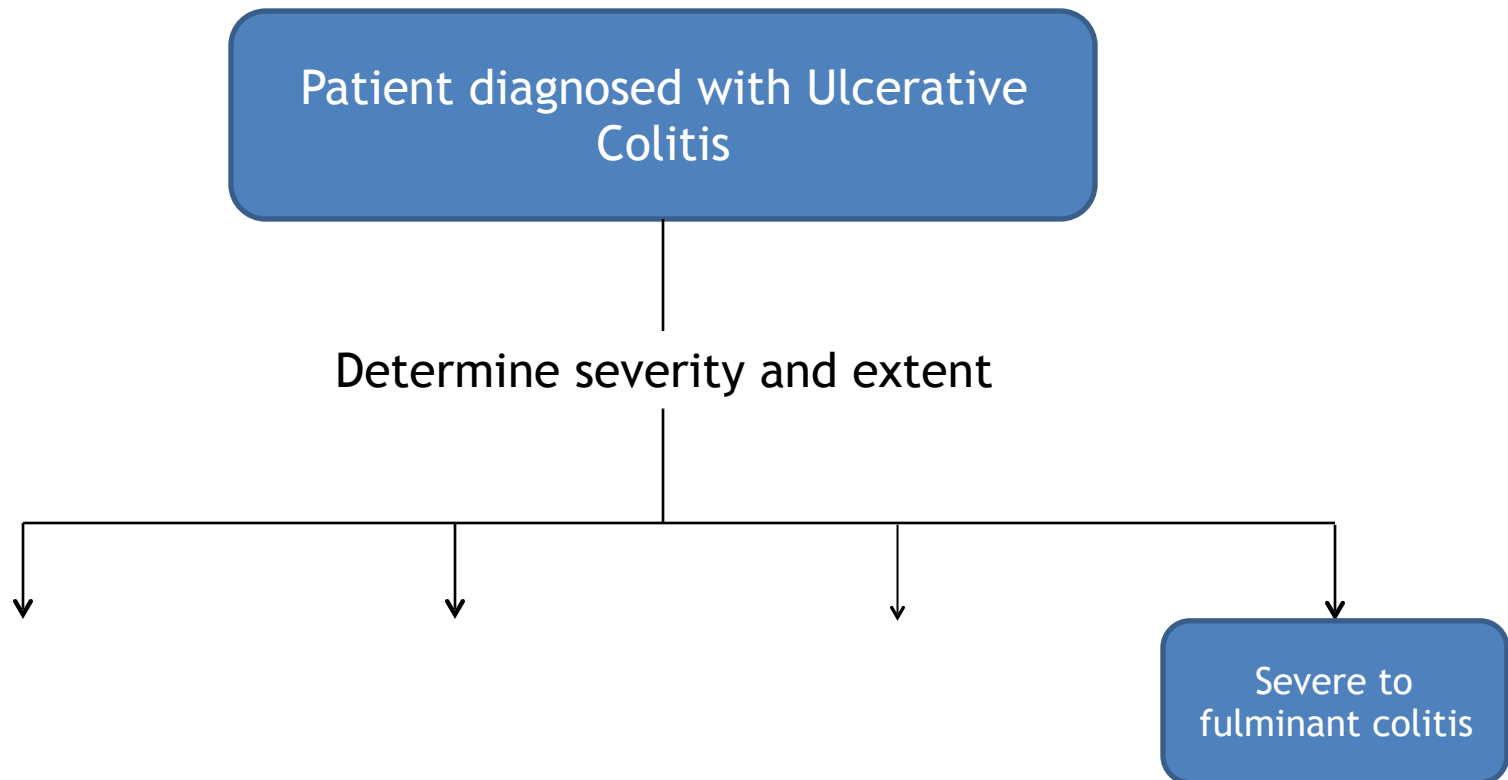 Patient diagnosed with Ulcerative
Colitis
Determine severity and extent
Severe to
fulminant colitis